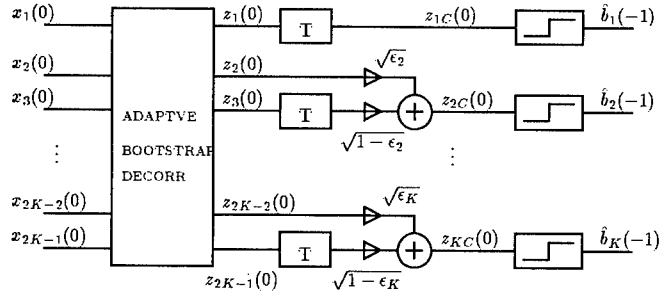 x₁(0) z₁(0) T z₁C(0) b̂₁(−1)
x₂(0) z₂(0) √ε₂
x₃(0) z₃(0) T √1−ε₂ + z₂C(0) b̂₂(−1)
ADAPTVE
BOOTSTRAP
DECORR
⋮ ⋮
x₂K₋₂(0) z₂K₋₂(0) √εK
x₂K₋₁(0) z₂K₋₁(0) T √1−εK + zKC(0) b̂K(−1)